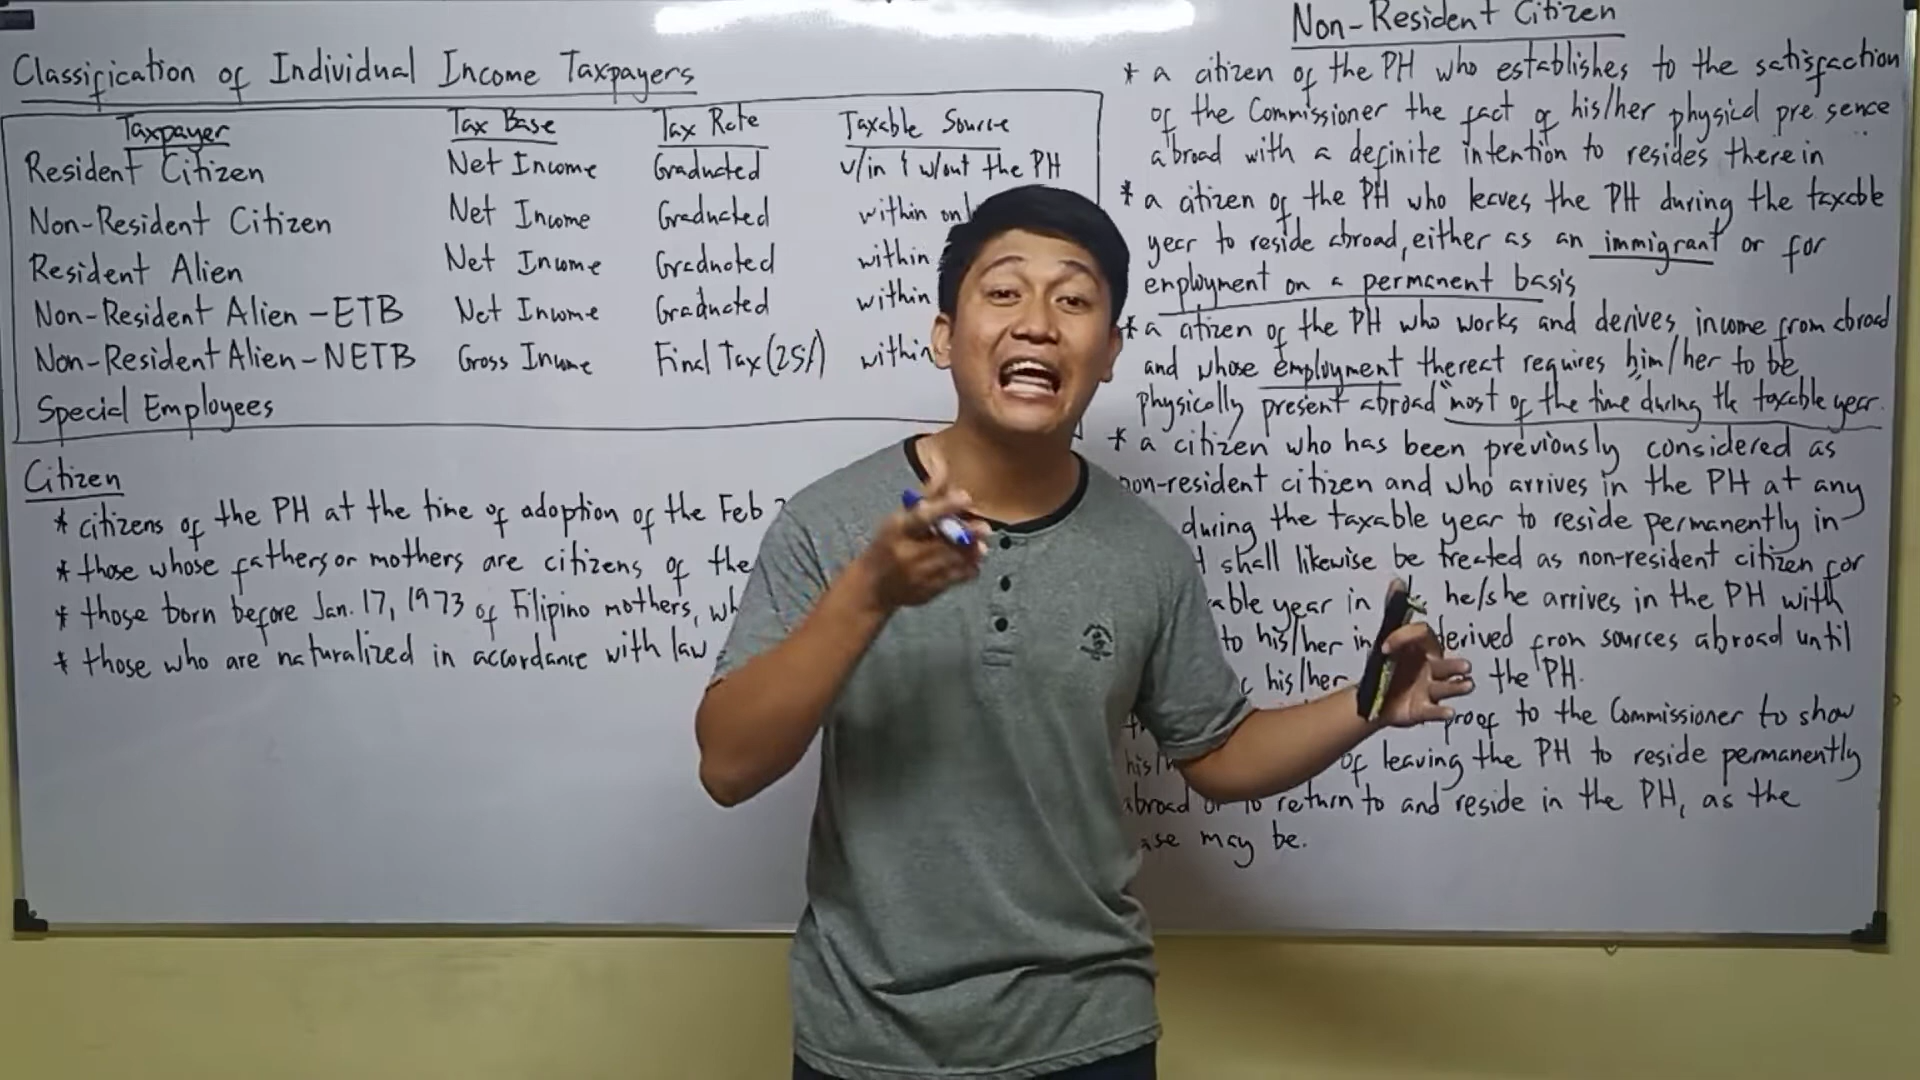 Classification of Individual Income Taxpayers
Taxpayer Tax Base Tax Rate Taxable Source
Resident Citizen Net Income Graduated w/in & w/out the PH
Non-Resident Citizen Net Income Graduated within
Resident Alien Net Income Graduated within
Non-Resident Alien - ETB Net Income Graduated within
Non-Resident Alien - NETB Gross Income Final Tax (25%) within
Special Employees
Citizen
* citizens of the PH at the time of adoption of the Feb
* those whose fathers or mothers are citizens of the
* those born before Jan. 17, 1973 of Filipino mothers,
* those who are naturalized in accordance with law
Non-Resident Citizen
* a citizen of the PH who establishes to the satisfaction
of the Commissioner the fact of his/her physical presence
abroad with a definite intention to resides therein
* a citizen of the PH who leaves the PH during the taxable
year to reside abroad, either as an immigrant or for
employment on a permanent basis
* a citizen of the PH who works and derives income from abroad
and whose employment thereat requires him/her to be
physically present abroad "most of the time" during the taxable year.
* a citizen who has been previously considered as
non-resident citizen and who arrives in the PH at any
during the taxable year to reside permanently in
shall likewise be treated as non-resident citizen for
year in he/she arrives in the PH with
to his/her derived from sources abroad until
his/her the PH.
proof to the Commissioner to show
of leaving the PH to reside permanently
abroad or to return to and reside in the PH, as the
may be.